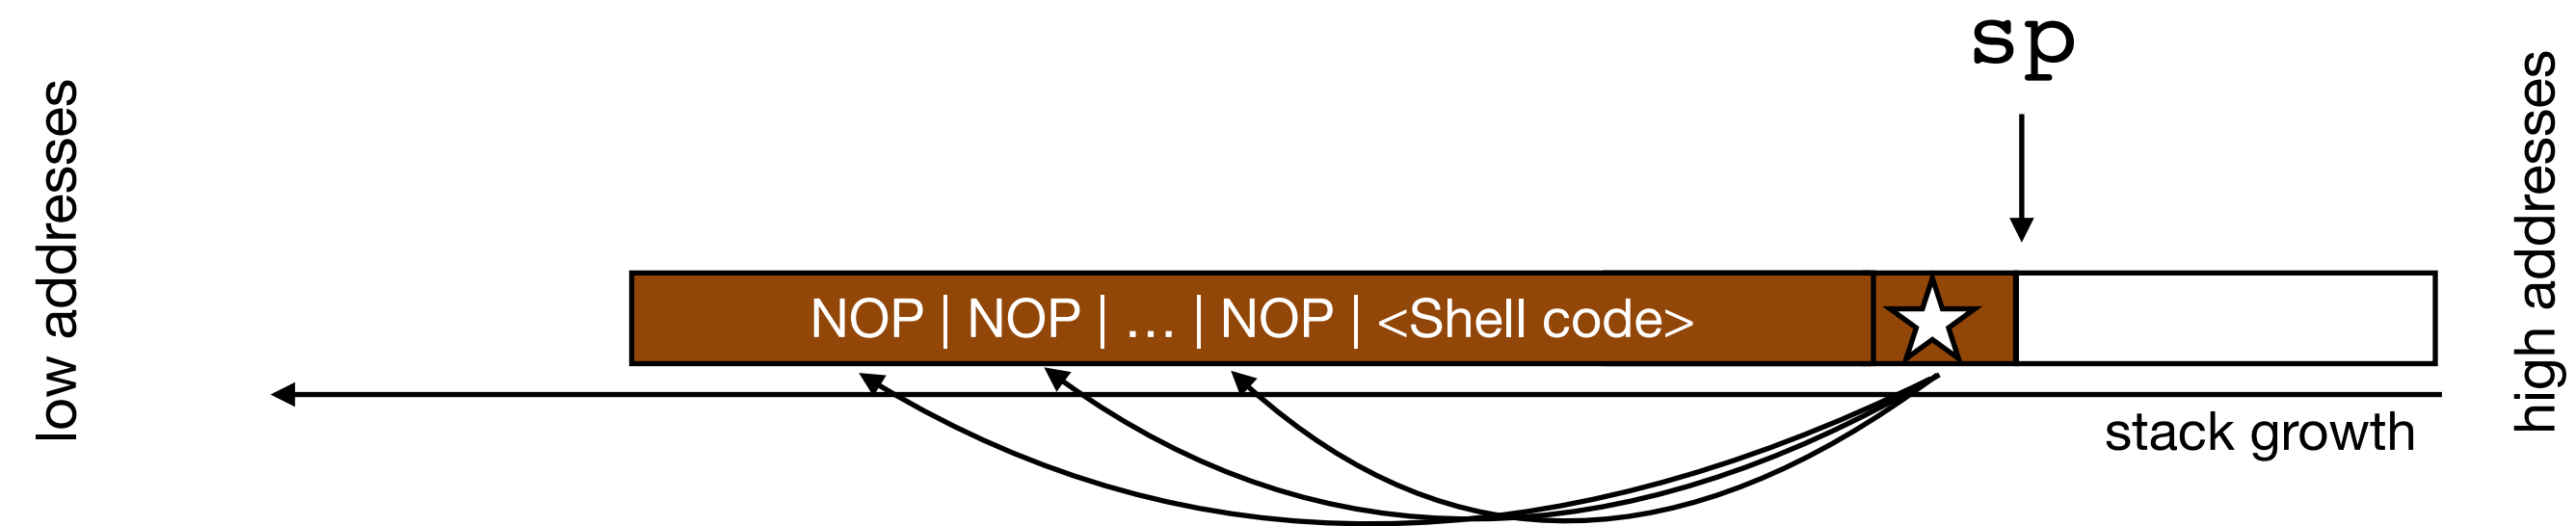 sp
low addresses
NOP | NOP | ... | NOP | <Shell code>
high addresses
stack growth